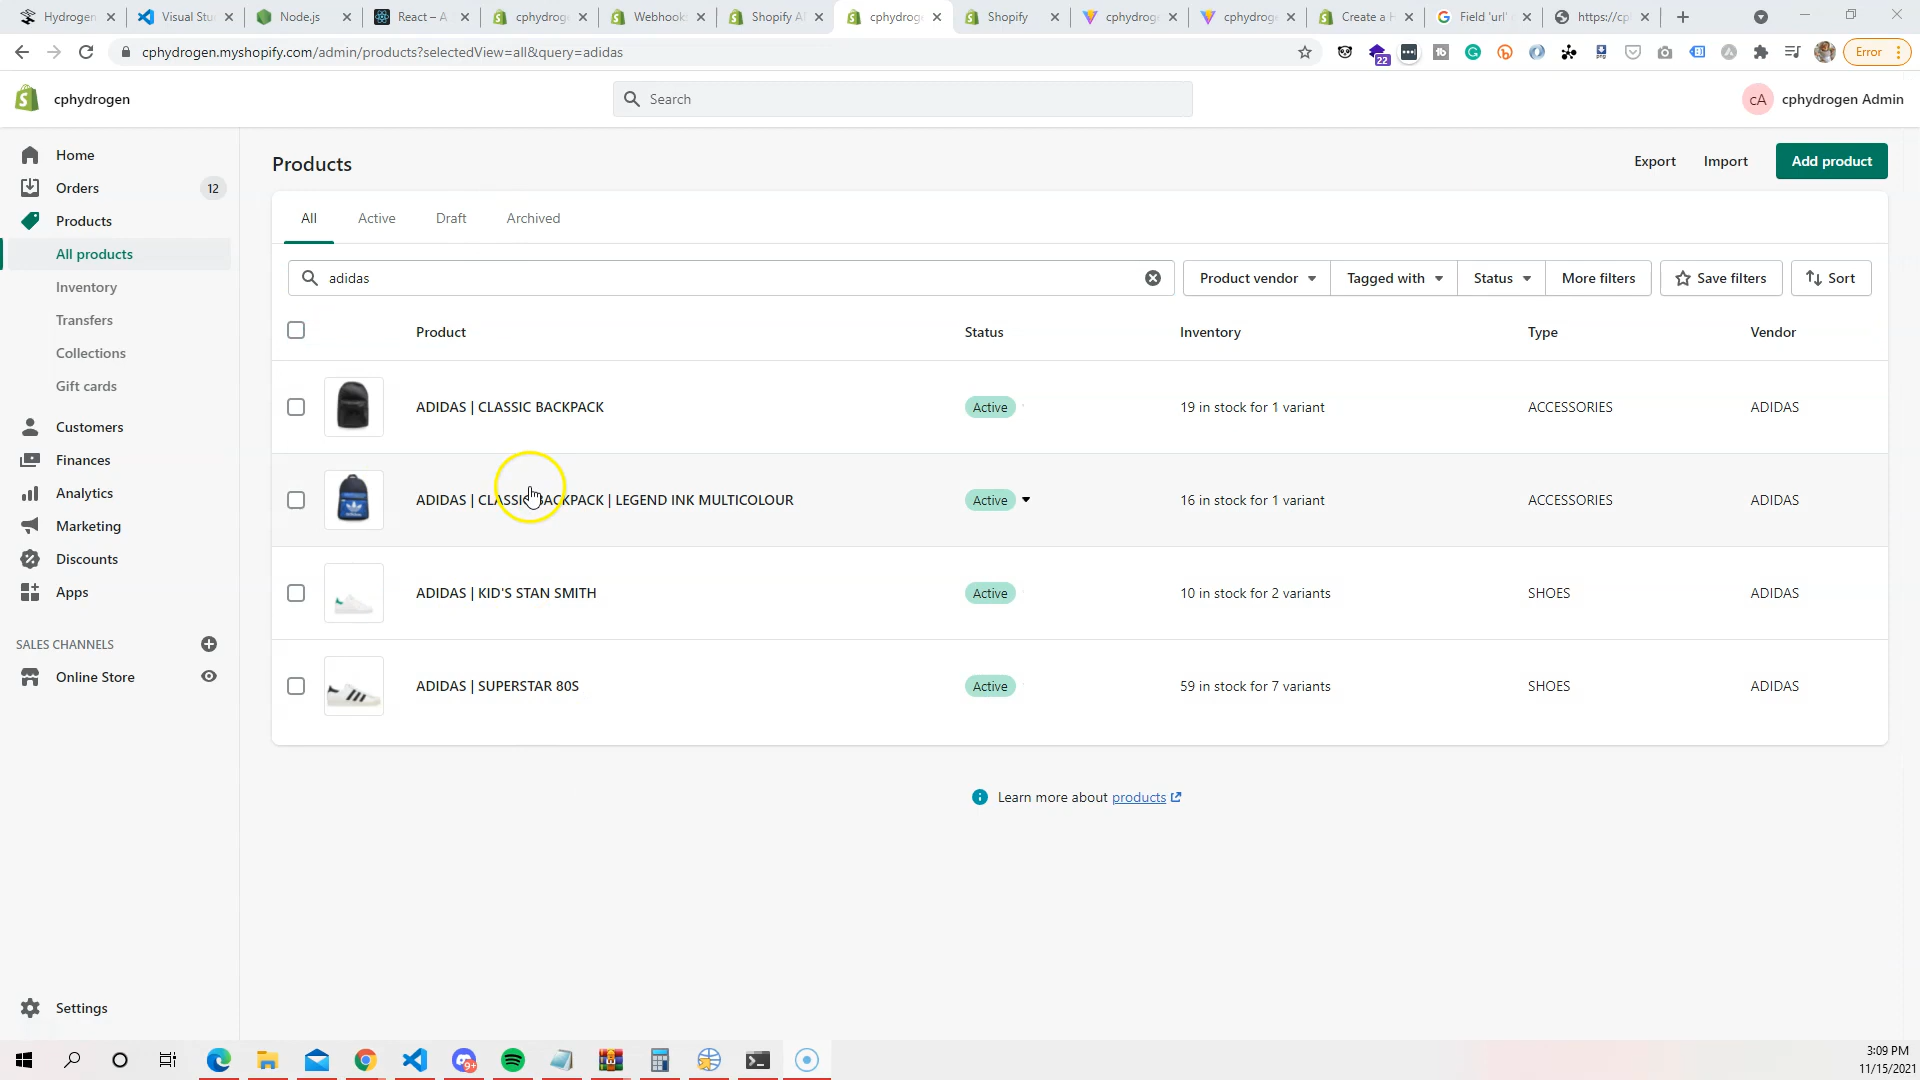 Hydrogen
Visual Stu
Node.js
React – A
cphydrog
Webhook
Shopify A
cphydrog
Shopify
cphydrog
cphydrog
Create a H
Field 'url'
https://cp
cphydrogen.myshopify.com/admin/products?selectedView=all&query=adidas
22
Error
cphydrogen
Search
cA
cphydrogen Admin
Home
Orders
12
Products
All products
Inventory
Transfers
Collections
Gift cards
Customers
Finances
Analytics
Marketing
Discounts
Apps
SALES CHANNELS
Online Store
Settings
Products
Export
Import
Add product
All
Active
Draft
Archived
adidas
Product vendor
Tagged with
Status
More filters
Save filters
Sort
Product
Status
Inventory
Type
Vendor
ADIDAS | CLASSIC BACKPACK
Active
19 in stock for 1 variant
ACCESSORIES
ADIDAS
ADIDAS | CLASSIC BACKPACK | LEGEND INK MULTICOLOUR
Active
16 in stock for 1 variant
ACCESSORIES
ADIDAS
ADIDAS | KID'S STAN SMITH
Active
10 in stock for 2 variants
SHOES
ADIDAS
ADIDAS | SUPERSTAR 80S
Active
59 in stock for 7 variants
SHOES
ADIDAS
Learn more about products
9+
3:09 PM
11/15/2021